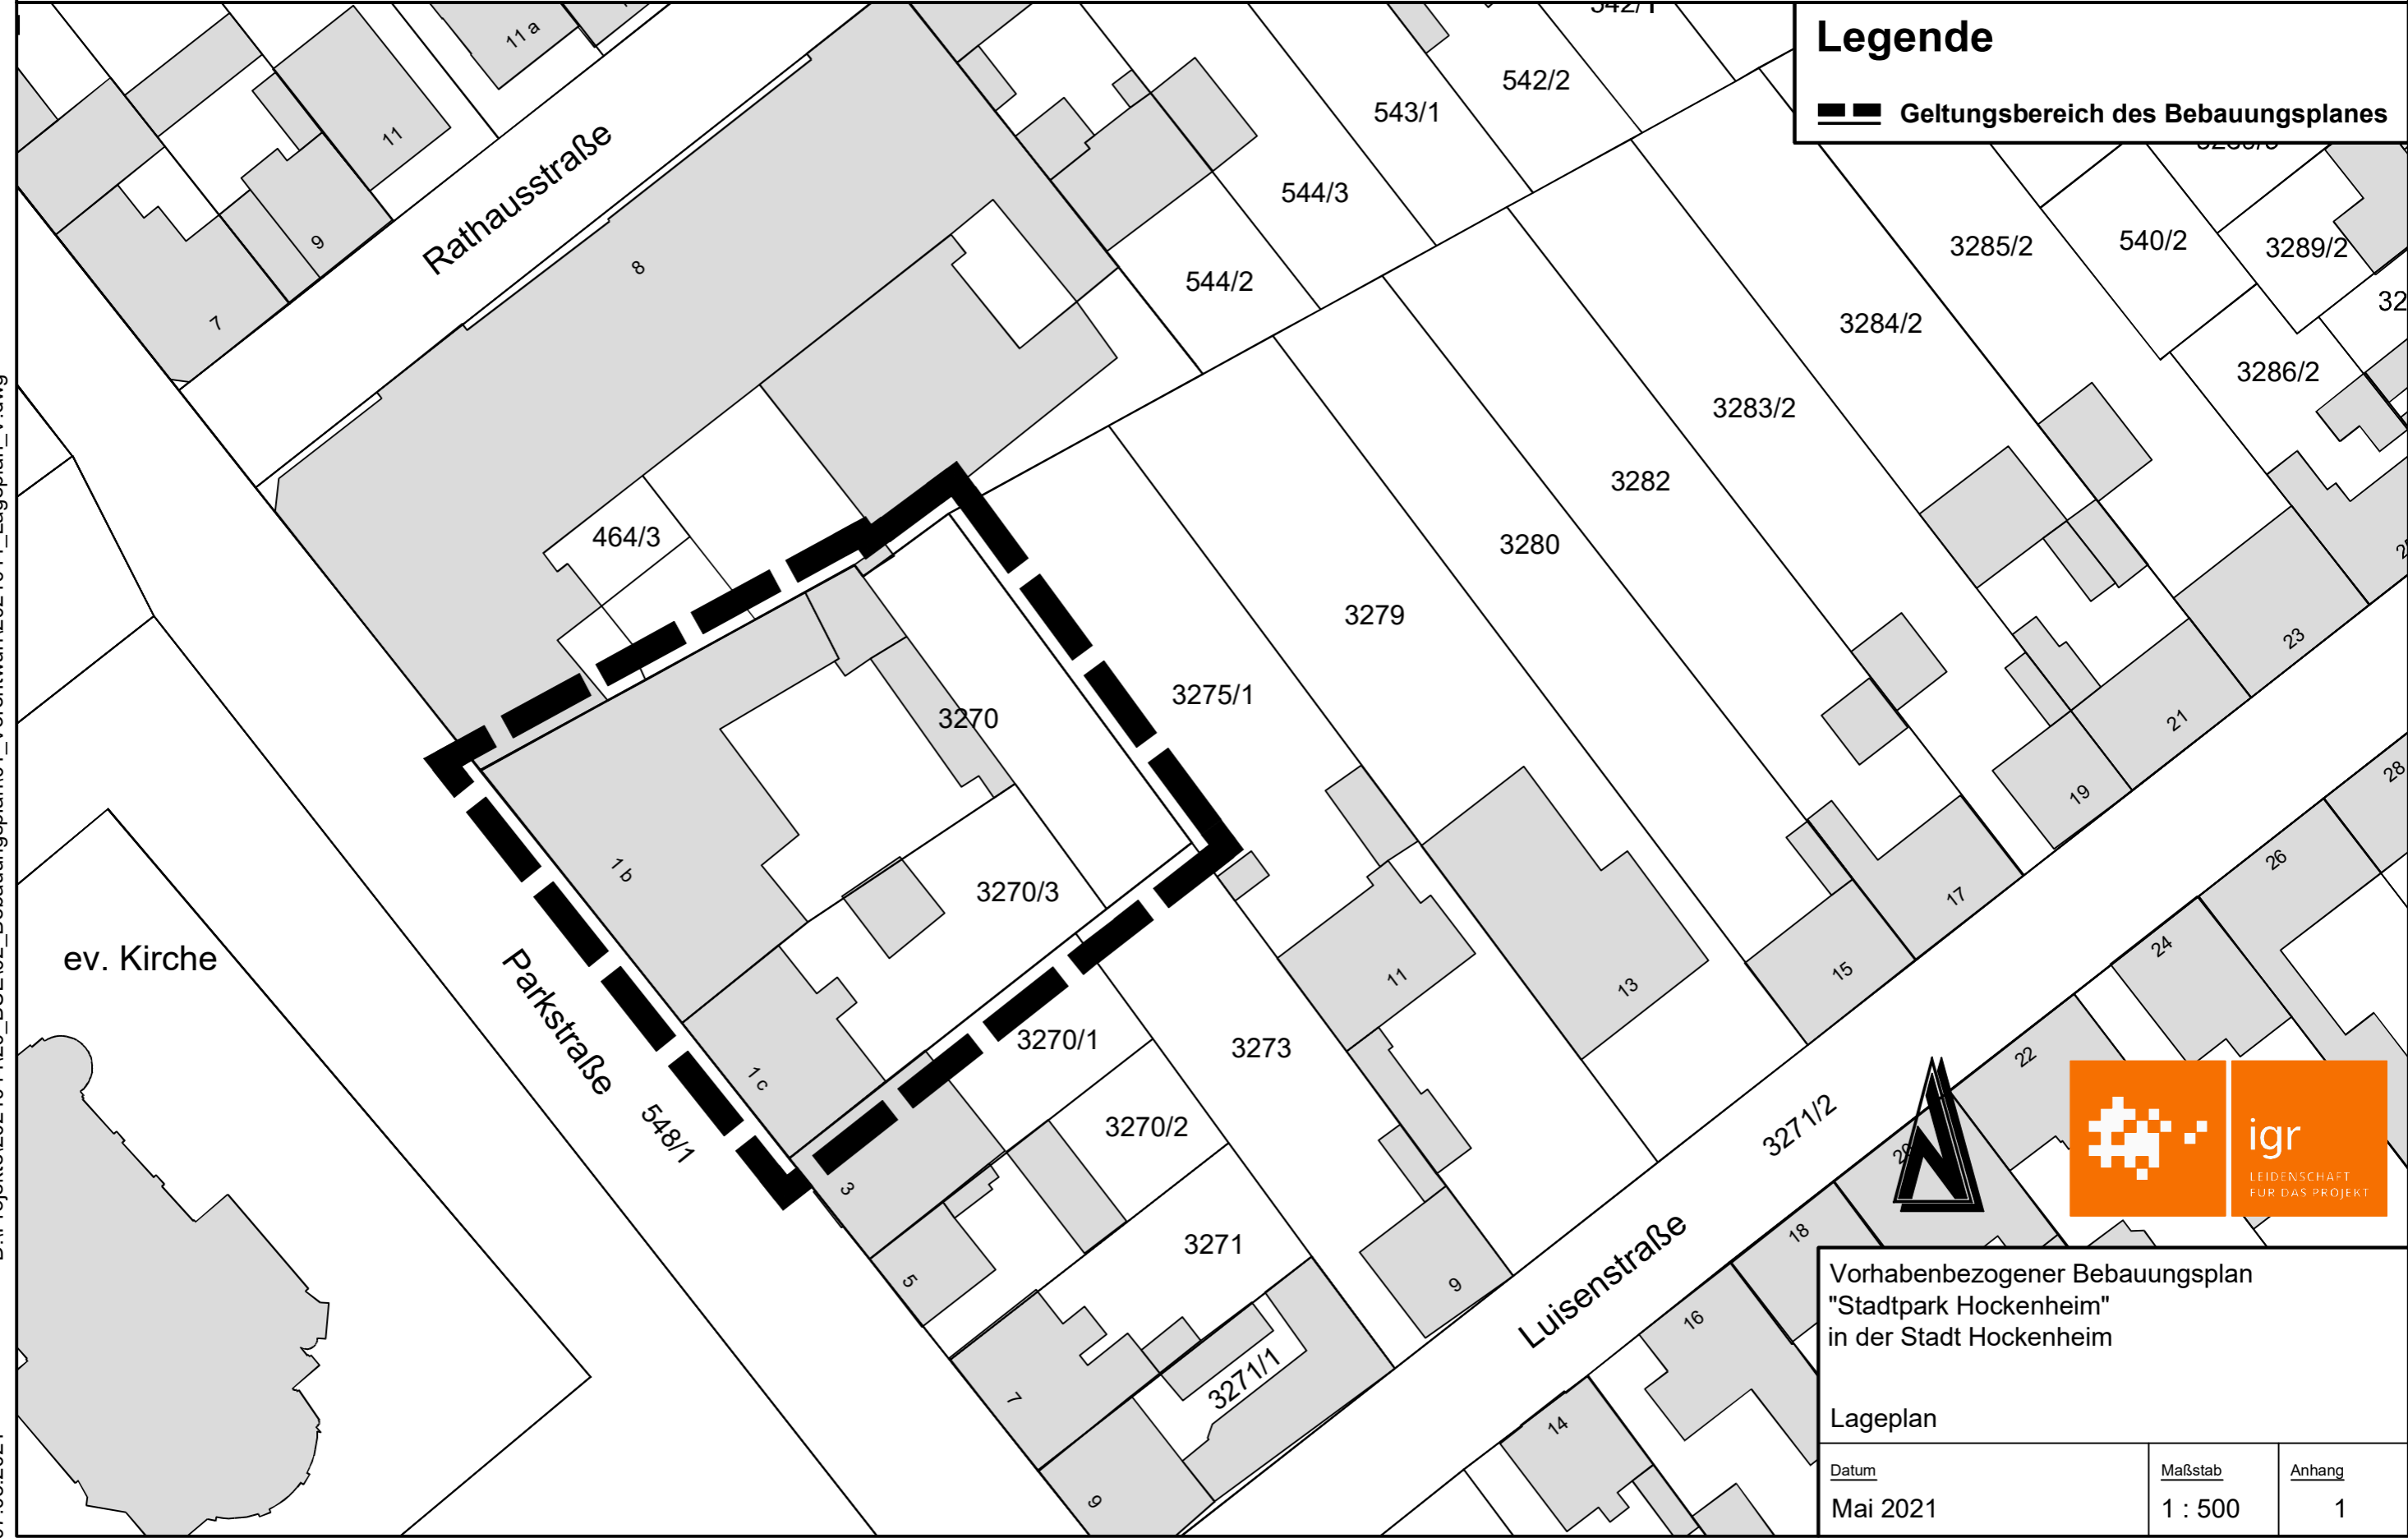 Legende
Geltungsbereich des Bebauungsplanes
11 a
11
9
7
Rathausstraße
8
542/1
542/2
543/1
544/3
544/2
3285/2
540/2
3289/2
3284/2
3286/2
3283/2
3282
3280
3279
3275/1
464/3
3270
3270/3
1 b
1 c
ev. Kirche
Parkstraße
548/1
3270/1
3270/2
3273
3271
3271/1
3271/2
Luisenstraße
3
5
7
9
9
11
13
15
17
19
21
23
28
26
24
22
20
18
16
14
igr
LEIDENSCHAFT
FÜR DAS PROJEKT
Vorhabenbezogener Bebauungsplan
"Stadtpark Hockenheim"
in der Stadt Hockenheim
Lageplan
Datum
Mai 2021
Maßstab
1 : 500
Anhang
1